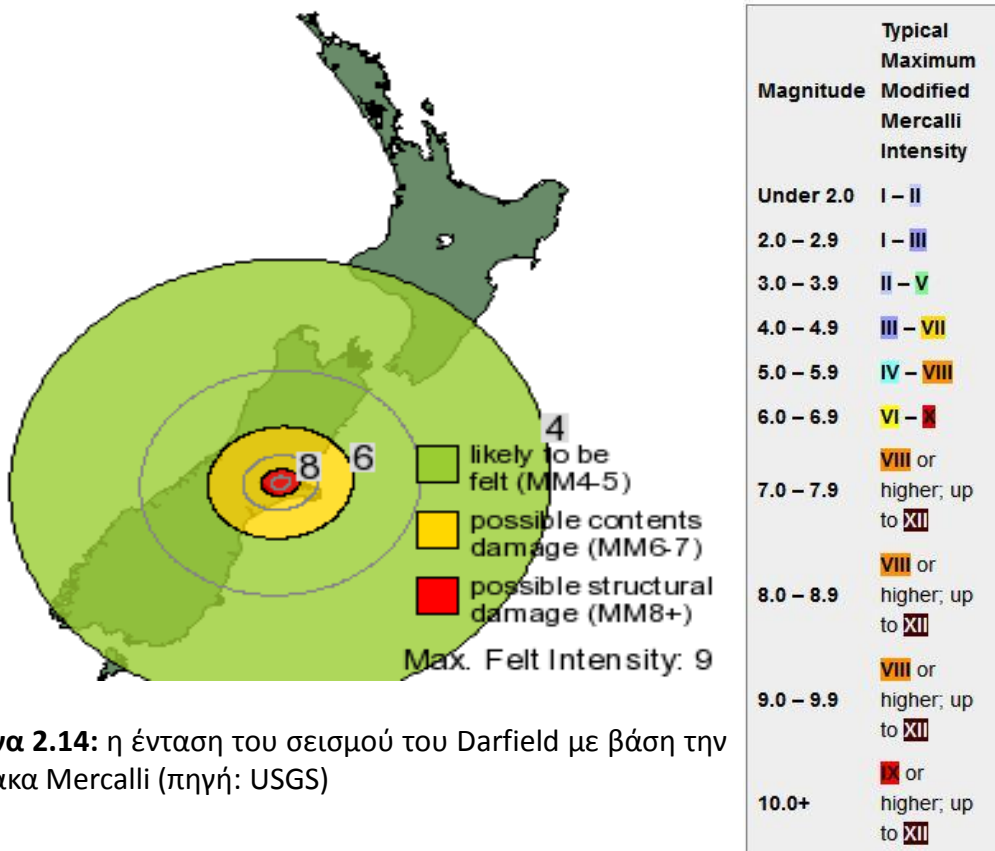 4
6
8
likely to be
felt (MM4-5)
possible contents
damage (MM6-7)
possible structural
damage (MM8+)
Max. Felt Intensity: 9
2.14: η ένταση του σεισμού του Darfield με βάση την
Mercalli (πηγή: USGS)
Magnitude
Typical
Maximum
Modified
Mercalli
Intensity
Under 2.0 I – II
2.0 – 2.9 I – III
3.0 – 3.9 II – V
4.0 – 4.9 III – VII
5.0 – 5.9 IV – VIII
6.0 – 6.9 VI – X
7.0 – 7.9 VIII or
higher; up
to XII
8.0 – 8.9 VIII or
higher; up
to XII
9.0 – 9.9 VIII or
higher; up
to XII
10.0+ IX or
higher; up
to XII